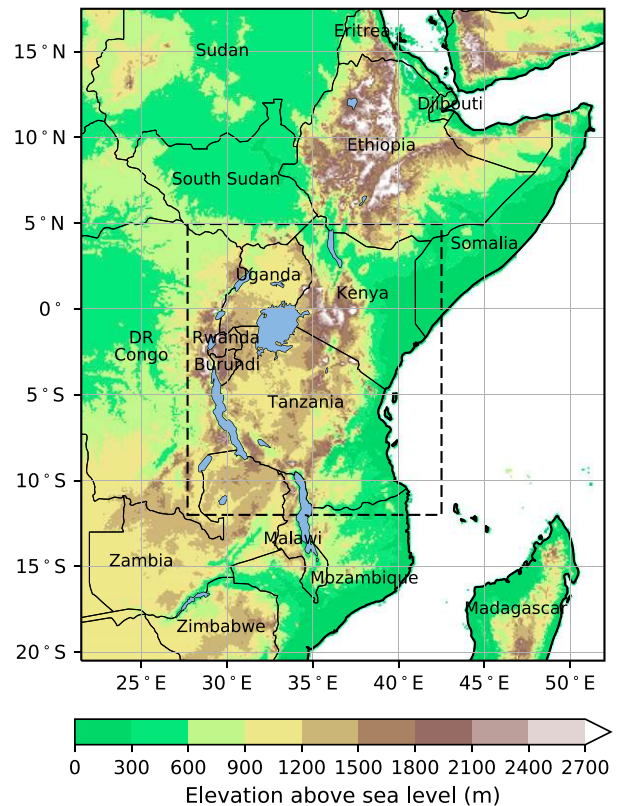 15°N
10°N
5°N
0°
5°S
10°S
15°S
20°S
Eritrea
Sudan
Djibouti
Ethiopia
South Sudan
Somalia
Uganda
Kenya
DR
Congo
Rwanda
Burundi
Tanzania
Malawi
Zambia
Mozambique
Madagascar
Zimbabwe
25°E
30°E
35°E
40°E
45°E
50°E
0
300
600
900
1200
1500
1800
2100
2400
2700
Elevation above sea level (m)